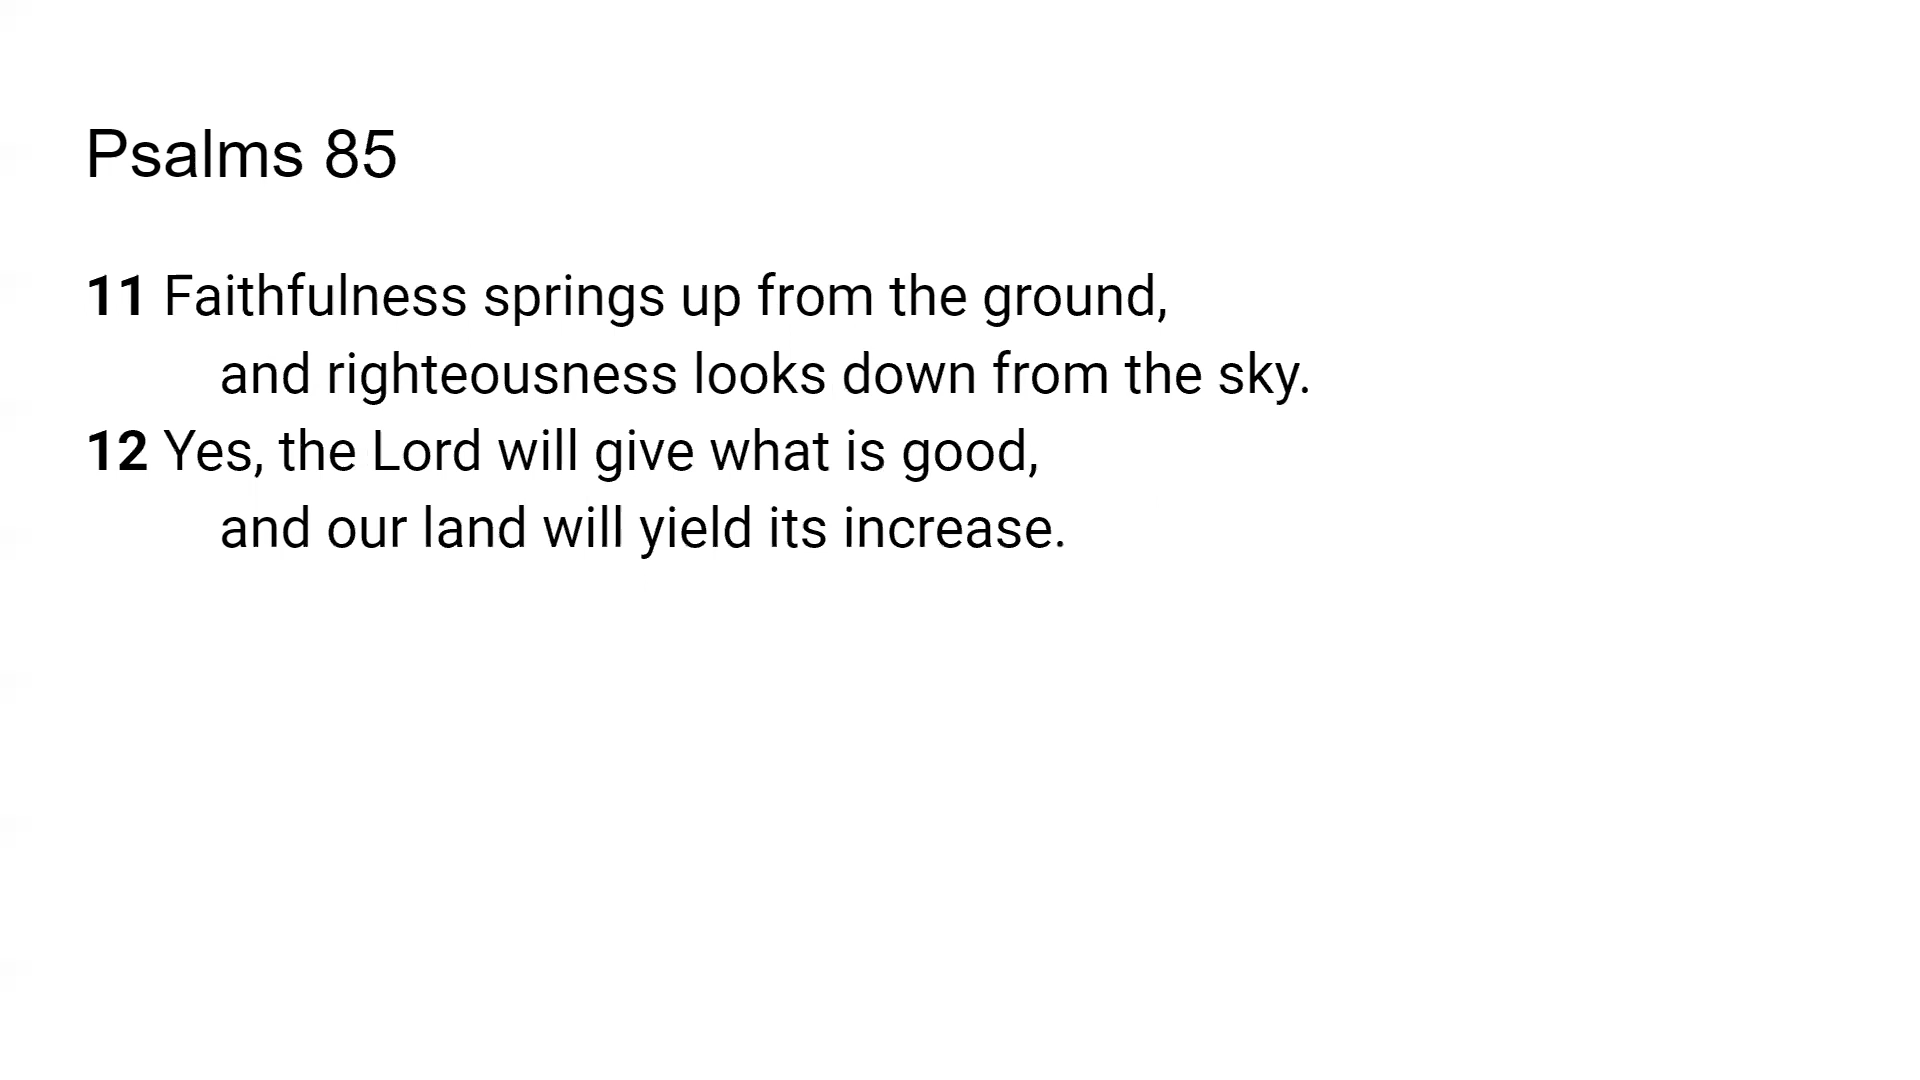 Psalms 85
11 Faithfulness springs up from the ground,
and righteousness looks down from the sky.
12 Yes, the Lord will give what is good,
and our land will yield its increase.